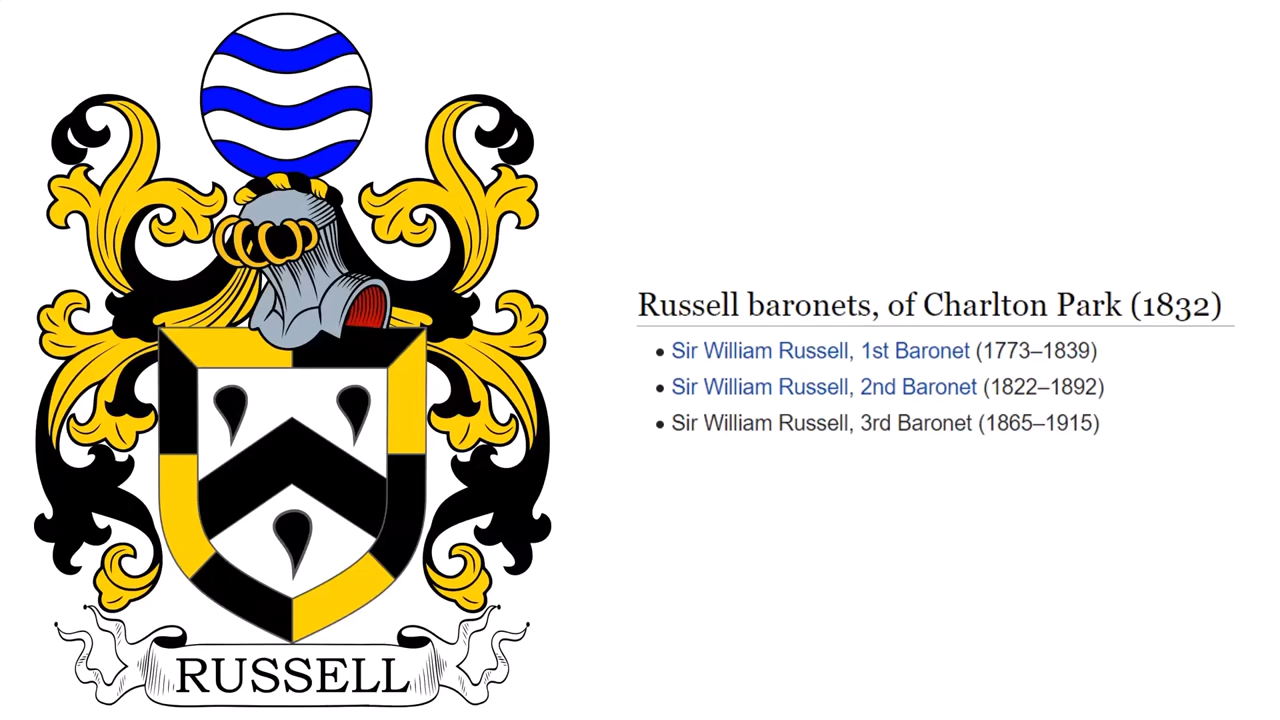 RUSSELL
Russell baronets, of Charlton Park (1832)
Sir William Russell, 1st Baronet (1773–1839)
Sir William Russell, 2nd Baronet (1822–1892)
Sir William Russell, 3rd Baronet (1865–1915)